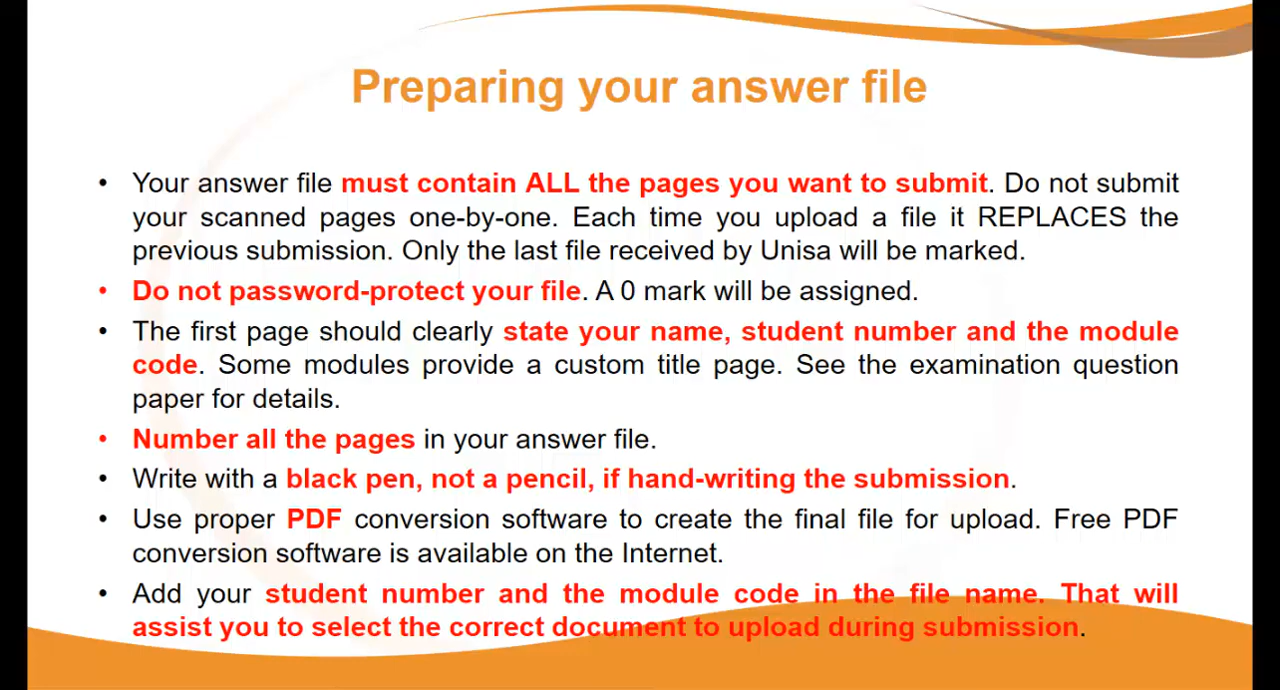 Preparing your answer file
• Your answer file must contain ALL the pages you want to submit. Do not submit
your scanned pages one-by-one. Each time you upload a file it REPLACES the
previous submission. Only the last file received by Unisa will be marked.
• Do not password-protect your file. A 0 mark will be assigned.
• The first page should clearly state your name, student number and the module
code. Some modules provide a custom title page. See the examination question
paper for details.
• Number all the pages in your answer file.
• Write with a black pen, not a pencil, if hand-writing the submission.
• Use proper PDF conversion software to create the final file for upload. Free PDF
conversion software is available on the Internet.
• Add your student number and the module code in the file name. That will
assist you to select the correct document to upload during submission.